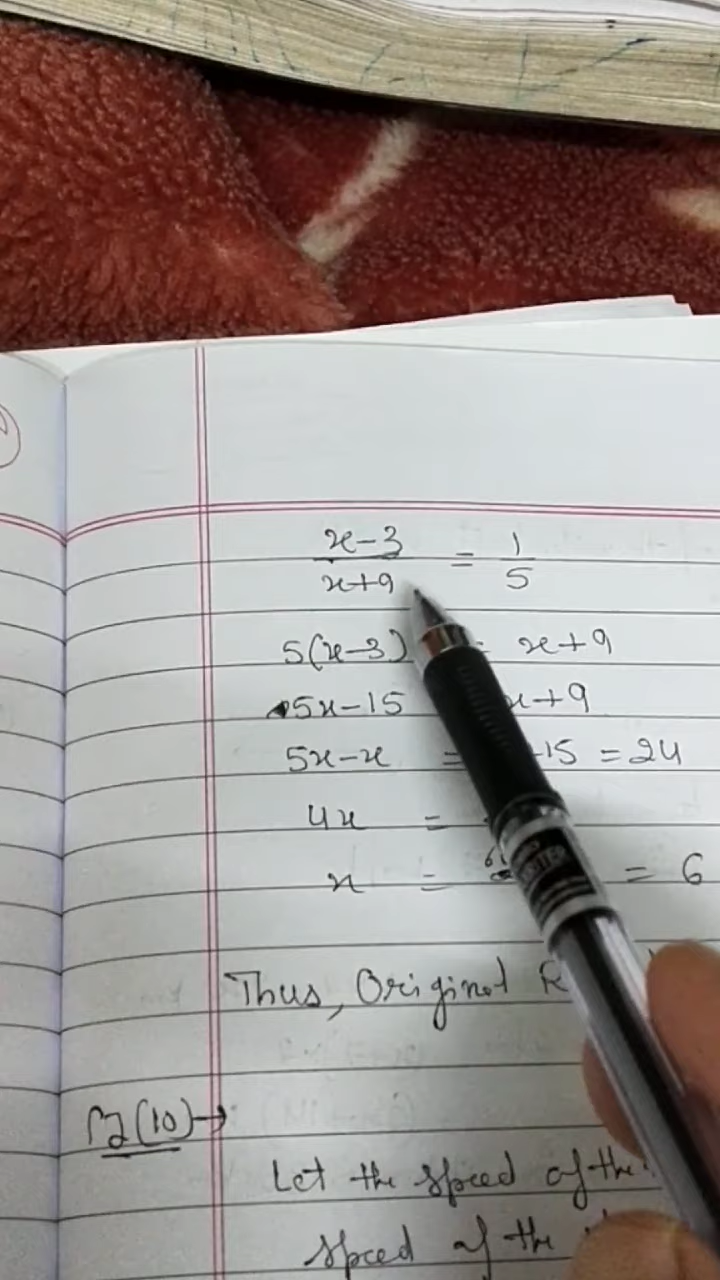 x-3/x+9 = 1/5
5(x-3) = x+9
5x-15 x+9
5x-x = -15 = 24
4x =
x = = 6
Thus, Original R
(10)→
Let the speed of the
speed of the